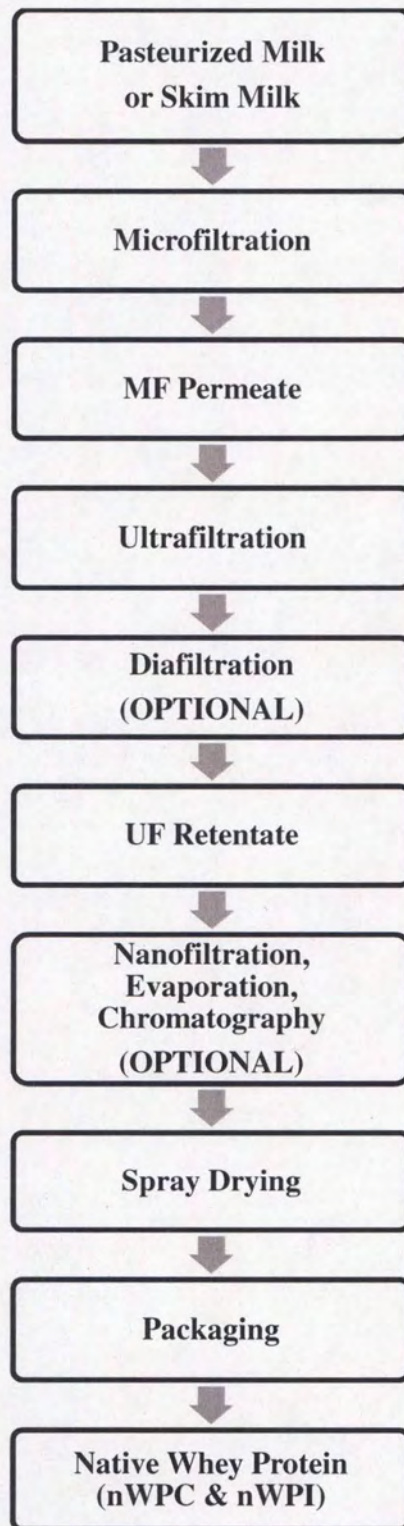 Pasteurized Milk
or Skim Milk
Microfiltration
MF Permeate
Ultrafiltration
Diafiltration
(OPTIONAL)
UF Retentate
Nanofiltration,
Evaporation,
Chromatography
(OPTIONAL)
Spray Drying
Packaging
Native Whey Protein
(nWPC & nWPI)